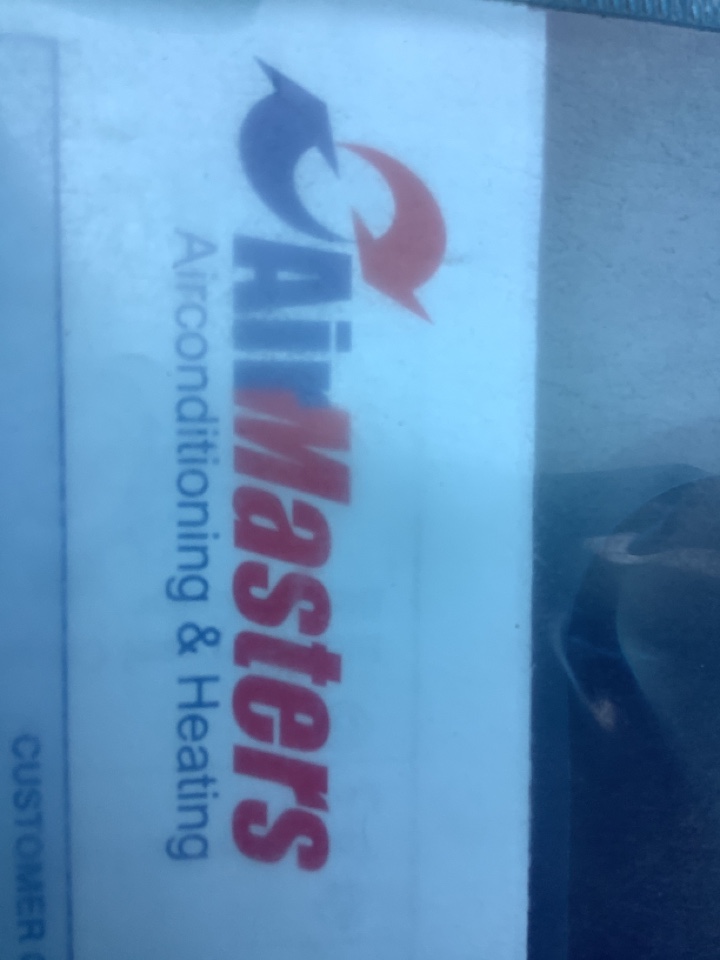 AirMasters
Airconditioning & Heating
CUSTOMER